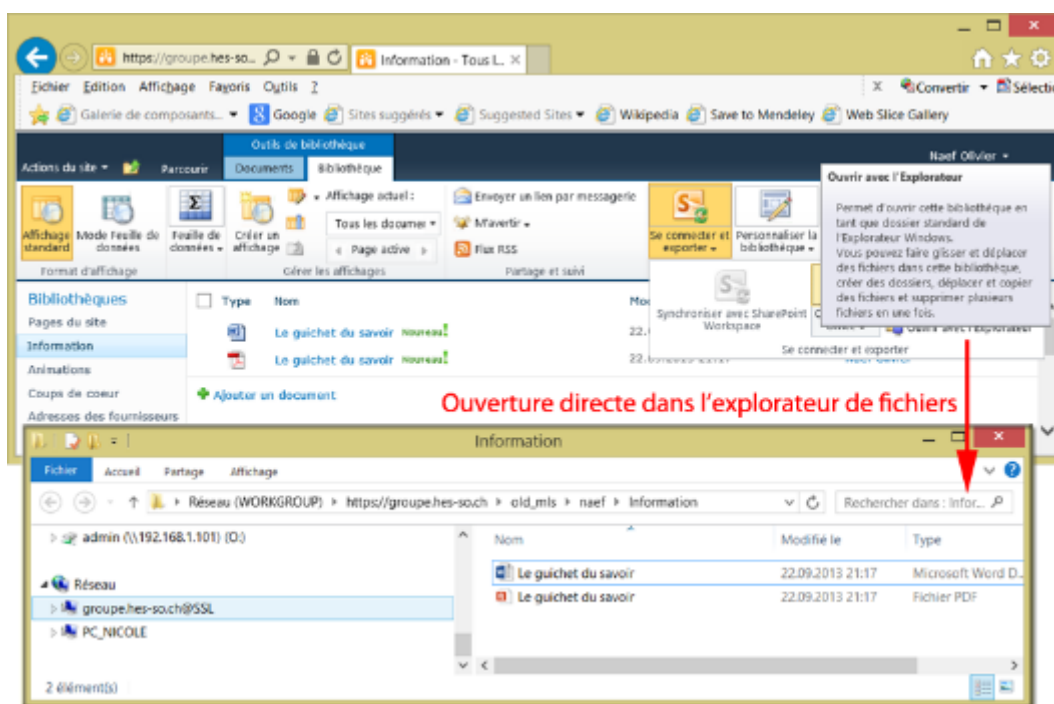 https://groupe.hes-so...
Information - Tous L...
Fichier Edition Affichage Favoris Outils ?
X Convertir Sélecti
Galerie de composants... Google Sites suggérés Suggested Sites Wikipedia Save to Mendeley Web Slice Gallery
Outils de bibliothèque
Naef Olivier
Actions du site Parcourir Documents Bibliothèque
Ouvrir avec l'Explorateur
Permet d'ouvrir cette bibliothèque en
tant que dossier standard de
l'Explorateur Windows.
Vous pouvez faire glisser et déplacer
des fichiers dans cette bibliothèque,
créer des dossiers, déplacer et copier
des fichiers et supprimer plusieurs
fichiers en une fois.
Affichage standard
Mode Feuille de données
Feuille de données
Créer un affichage
Affichage actuel :
Tous les documer
Page active
Envoyer un lien par messagerie
M'avertir
Flux RSS
Se connecter et exporter
Personnaliser la bibliothèque
Format d'affichage
Gérer les affichages
Partage et suivi
Synchroniser avec SharePoint
Workspace
Ouvrir avec l'Explorateur
Se connecter et exporter
Bibliothèques
Pages du site
Information
Animations
Coups de coeur
Adresses des fournisseurs
Type Nom Mo
Le guichet du savoir Nouveau! 22.
Le guichet du savoir Nouveau! 22.09.2013 21:17 Naef Olivier
Ajouter un document
Ouverture directe dans l'explorateur de fichiers
Information
Fichier Accueil Partage Affichage
Réseau (WORKGROUP) https://groupe.hes-so.ch old_mls naef Information
Rechercher dans : Infor...
admin (\\192.168.1.101) (O:)
Réseau
groupe.hes-so.ch@SSL
PC_NICOLE
Nom Modifié le Type
Le guichet du savoir 22.09.2013 21:17 Microsoft Word D...
Le guichet du savoir 22.09.2013 21:17 Fichier PDF
2 élément(s)